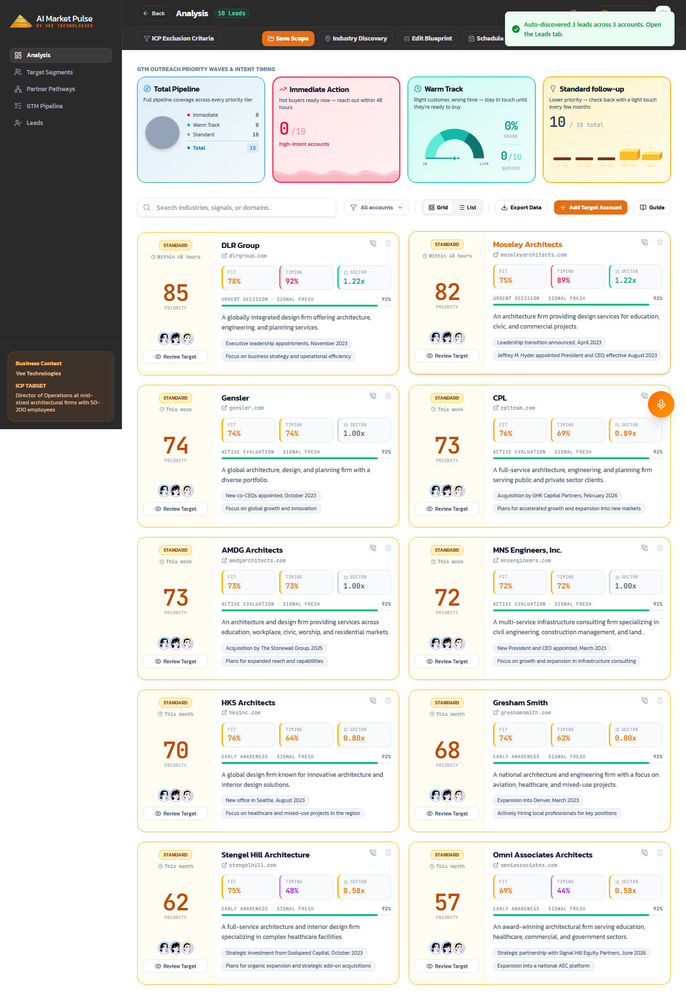 AI Market Pulse
BY VEE TECHNOLOGIES
Analysis
Target Segments
Partner Pathways
GTM Pipeline
Leads
Business Context
Vee Technologies
ICP TARGET
Director of Operations at mid-
sized architectural firms with 50-
200 employees
Back
Analysis
10 Leads
ICP Exclusion Criteria
Save Scope
Industry Discovery
Edit Blueprint
Schedule
Auto-discovered 3 leads across 3 accounts. Open
the Leads tab.
GTM OUTREACH PRIORITY WAVES & INTENT TIMING
Total Pipeline
Full pipeline coverage across every priority tier
Immediate 0
Warm Track 0
Standard 10
Total 10
Immediate Action
Hot buyers ready now — reach out within 48
hours
0 /10
high-intent accounts
Warm Track
Right customer, wrong time — stay in touch until
they're ready to buy
0% 100%
0%
SHARE
0/10
QUEUED
Standard follow-up
Lower priority — check back with a light touch
every few months
10 / 10 total
60-79
80+
Search industries, signals, or domains...
All accounts
Grid
List
Export Data
Add Target Account
Guide
STANDARD
Within 48 hours
85
PRIORITY
Review Target
DLR Group
dlrgroup.com
FIT
78%
TIMING
92%
SECTOR
1.22x
URGENT DECISION · SIGNAL FRESH 92%
A globally integrated design firm offering architecture,
engineering, and planning services.
Executive leadership appointments, November 2023
Focus on business strategy and operational efficiency
STANDARD
Within 48 hours
82
PRIORITY
Review Target
Moseley Architects
moseleyarchitects.com
FIT
75%
TIMING
89%
SECTOR
1.22x
URGENT DECISION · SIGNAL FRESH 92%
An architecture firm providing design services for education,
civic, and commercial projects.
Leadership transition announced, April 2023
Jeffrey M. Hyder appointed President and CEO, effective August 2023
STANDARD
This week
74
PRIORITY
Review Target
Gensler
gensler.com
FIT
74%
TIMING
74%
SECTOR
1.00x
ACTIVE EVALUATION · SIGNAL FRESH 92%
A global architecture, design, and planning firm with a
diverse portfolio.
New co-CEOs appointed, October 2023
Focus on global growth and innovation
STANDARD
This week
73
PRIORITY
Review Target
CPL
cplteam.com
FIT
76%
TIMING
69%
SECTOR
0.89x
ACTIVE EVALUATION · SIGNAL FRESH 92%
A full-service architecture, engineering, and planning firm
serving public and private sector clients.
Acquisition by GHK Capital Partners, February 2026
Plans for accelerated growth and expansion into new markets
STANDARD
This week
73
PRIORITY
Review Target
AMDG Architects
amdgarchitects.com
FIT
73%
TIMING
73%
SECTOR
1.00x
ACTIVE EVALUATION · SIGNAL FRESH 92%
An architecture and design firm providing services across
education, workplace, civic, worship, and residential markets.
Acquisition by The Stonewall Group, 2025
Plans for expanded reach and capabilities
STANDARD
This week
72
PRIORITY
Review Target
MNS Engineers, Inc.
mnsengineers.com
FIT
72%
TIMING
72%
SECTOR
1.00x
ACTIVE EVALUATION · SIGNAL FRESH 92%
A multi-service infrastructure consulting firm specializing in
civil engineering, construction management, and land...
New President and CEO appointed, March 2023
Focus on growth and expansion in infrastructure consulting
STANDARD
This month
70
PRIORITY
Review Target
HKS Architects
hksinc.com
FIT
76%
TIMING
64%
SECTOR
0.80x
EARLY AWARENESS · SIGNAL FRESH 92%
A global design firm known for innovative architecture and
interior design solutions.
New office in Seattle, August 2023
Focus on healthcare and mixed-use projects in the region
STANDARD
This month
68
PRIORITY
Review Target
Gresham Smith
greshamsmith.com
FIT
74%
TIMING
62%
SECTOR
0.80x
EARLY AWARENESS · SIGNAL FRESH 92%
A national architecture and engineering firm with a focus on
aviation, healthcare, and mixed-use projects.
Expansion into Denver, March 2023
Actively hiring local professionals for key positions
STANDARD
This month
62
PRIORITY
Review Target
Stengel Hill Architecture
stengelhill.com
FIT
75%
TIMING
48%
SECTOR
0.58x
EARLY AWARENESS · SIGNAL FRESH 92%
A full-service architecture and interior design firm
specializing in complex healthcare facilities.
Strategic investment from Godspeed Capital, October 2023
Plans for organic expansion and strategic add-on acquisitions
STANDARD
This month
57
PRIORITY
Review Target
Omni Associates Architects
omniassociates.com
FIT
69%
TIMING
44%
SECTOR
0.58x
EARLY AWARENESS · SIGNAL FRESH 92%
An award-winning architectural firm serving education,
healthcare, commercial, and government sectors.
Strategic partnership with Signal Hill Equity Partners, June 2026
Expansion into a national AEC platform